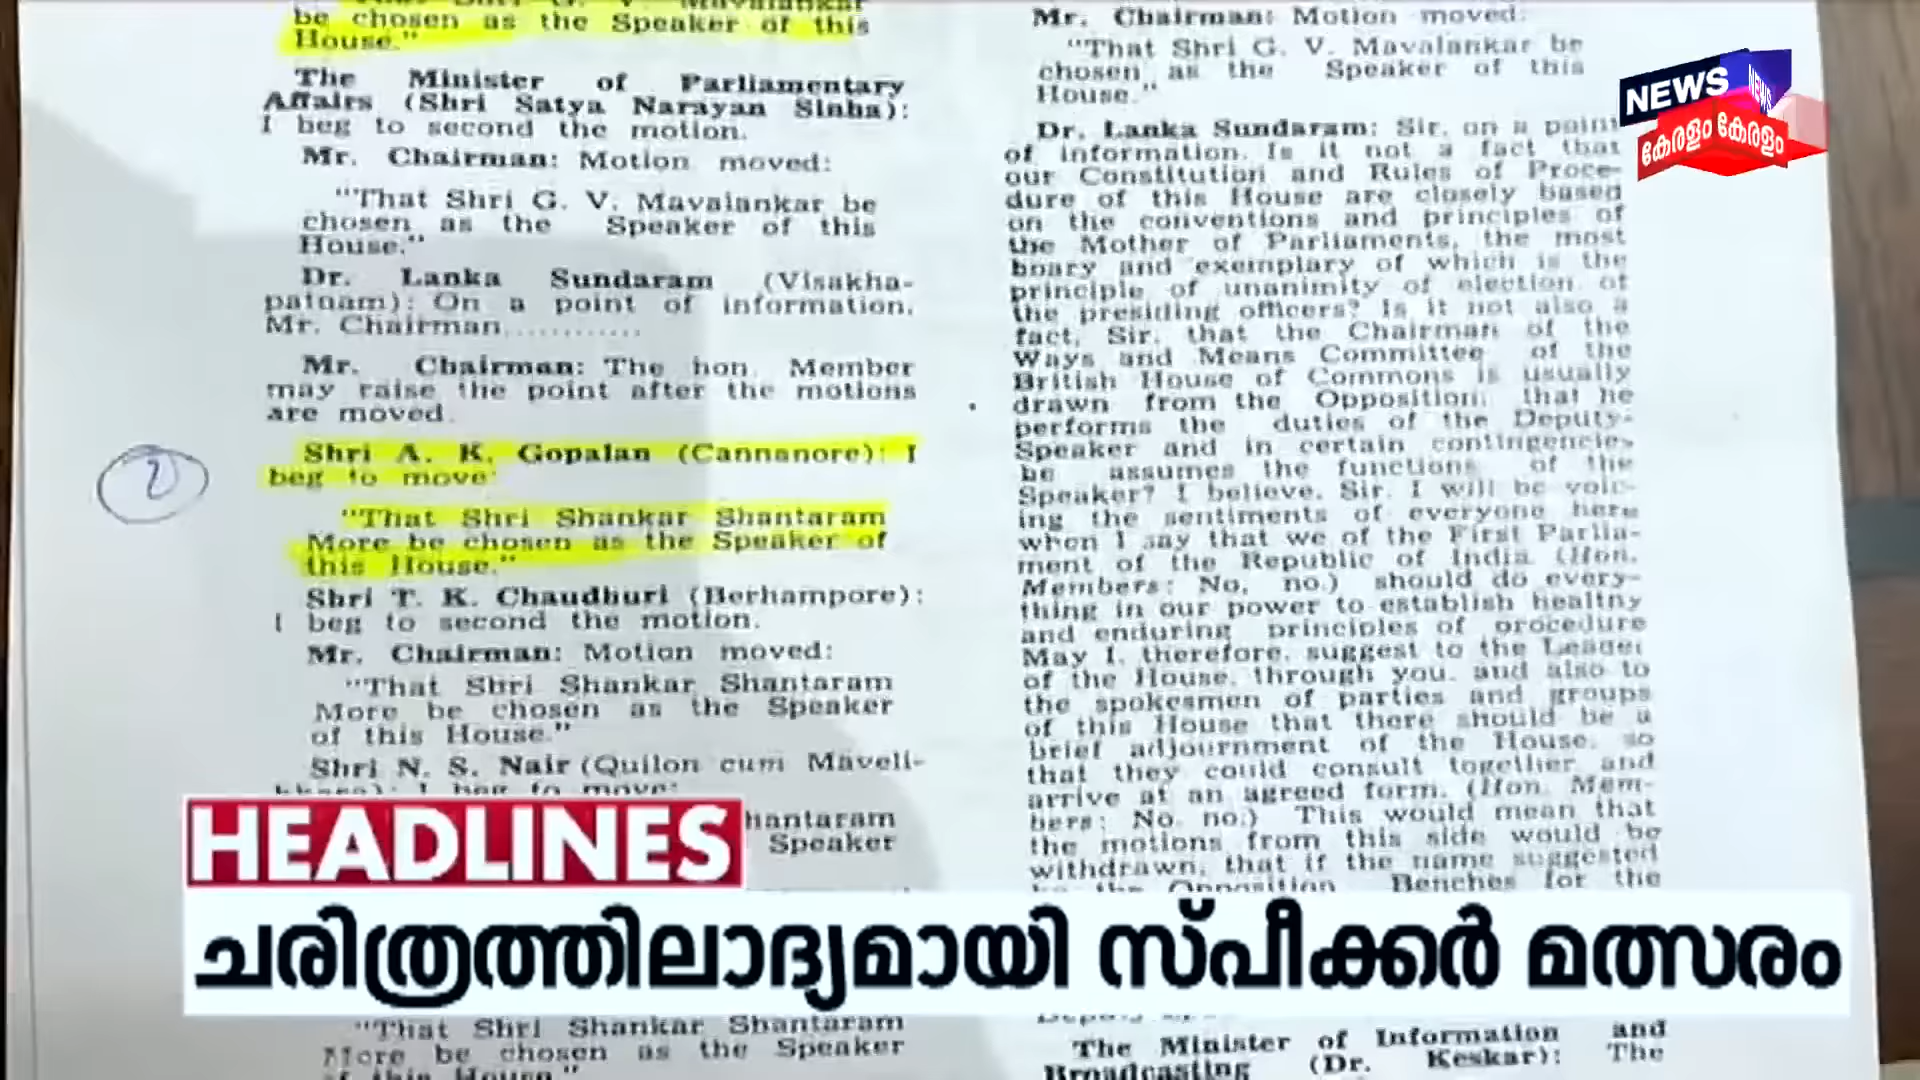 be chosen as the Speaker of this
House."
The Minister of Parliamentary
Affairs (Shri Satya Narayan Sinha):
I beg to second the motion.
Mr. Chairman: Motion moved:
"That Shri G. V. Mavalankar be
chosen as the Speaker of this
House."
Dr. Lanka Sundaram (Visakha-
patnam): On a point of information,
Mr. Chairman............
Mr. Chairman: The hon. Member
may raise the point after the motions
are moved.
Shri A. K. Gopalan (Cannanore): I
beg to move:
"That Shri Shankar Shantaram
More be chosen as the Speaker of
this House."
Shri T. K. Chaudhuri (Berhampore):
I beg to second the motion.
Mr. Chairman: Motion moved:
"That Shri Shankar Shantaram
More be chosen as the Speaker
of this House."
Shri N. S. Nair (Quilon cum Maveli-
I beg to move:
hantaram
Speaker
"That Shri Shankar Shantaram
More be chosen as the Speaker
2
Mr. Chairman: Motion moved:
"That Shri G. V. Mavalankar be
chosen as the Speaker of this
House."
Dr. Lanka Sundaram: Sir, on a point
of information. Is it not a fact that
our Constitution and Rules of Proce-
dure of this House are closely based
on the conventions and principles of
the Mother of Parliaments, the most
hoary and exemplary of which is the
principle of unanimity of election of
the presiding officers? Is it not also a
fact, Sir, that the Chairman of the
Ways and Means Committee of the
British House of Commons is usually
drawn from the Opposition, that he
performs the duties of the Deputy-
Speaker and in certain contingencies
he assumes the functions of the
Speaker? I believe, Sir, I will be voic-
ing the sentiments of everyone here
when I say that we of the First Parlia-
ment of the Republic of India (Hon.
Members: No, no.) should do every-
thing in our power to establish healthy
and enduring principles of procedure
May I, therefore, suggest to the Leader
of the House, through you, and also to
the spokesmen of parties and groups
of this House that there should be a
brief adjournment of the House, so
that they could consult together and
arrive at an agreed form. (Hon. Mem-
bers: No, no.) This would mean that
the motions from this side would be
withdrawn, that if the name suggested
Opposition Benches for the
The Minister of Information and
Broadcasting (Dr. Keskar): The
NEWS
NEWS
കേരളം കേരളം
HEADLINES
ചരിത്രത്തിലാദ്യമായി സ്പീക്കർ മത്സരം